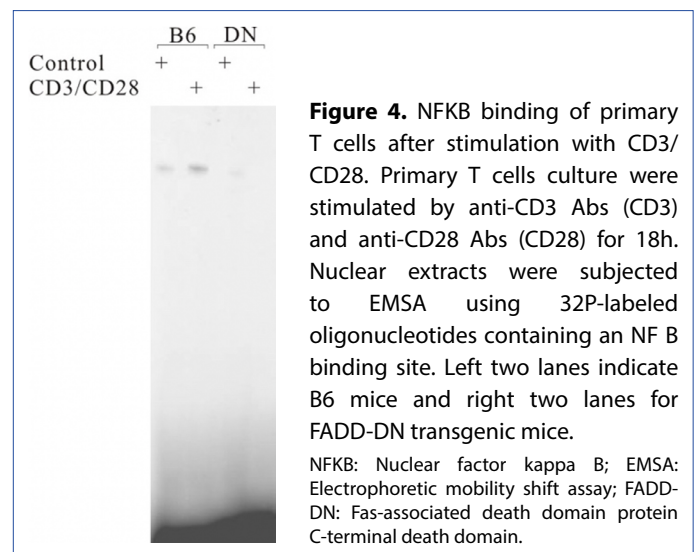 B6 DN
Control + +
CD3/CD28 + +
Figure 4. NFKB binding of primary
T cells after stimulation with CD3/
CD28. Primary T cells culture were
stimulated by anti-CD3 Abs (CD3)
and anti-CD28 Abs (CD28) for 18h.
Nuclear extracts were subjected
to EMSA using 32P-labeled
oligonucleotides containing an NF B
binding site. Left two lanes indicate
B6 mice and right two lanes for
FADD-DN transgenic mice.
NFKB: Nuclear factor kappa B; EMSA:
Electrophoretic mobility shift assay; FADD-
DN: Fas-associated death domain protein
C-terminal death domain.